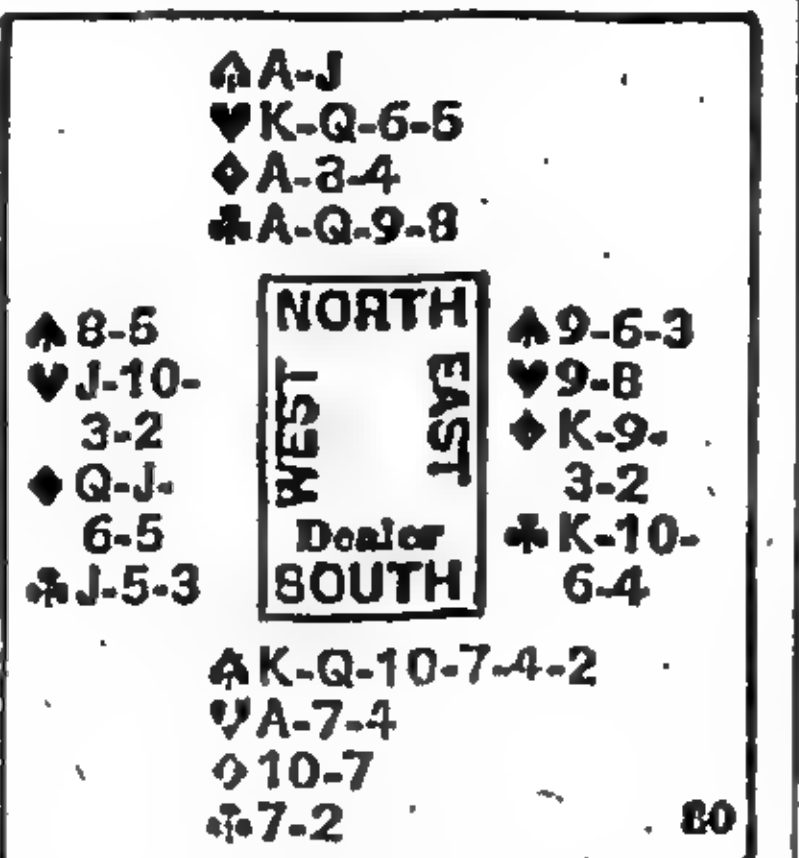 ♠A-J
♥K-Q-6-5
♦A-8-4
♣A-Q-9-8
NORTH
♠8-5
♥J-10-
3-2
♦Q-J-
6-5
♣J-5-3
WEST
EAST
♠9-6-3
♥9-8
♦K-9-
3-2
♣K-10-
6-4
Dealer
SOUTH
♠K-Q-10-7-4-2
♥A-7-4
♦10-7
♣7-2
80